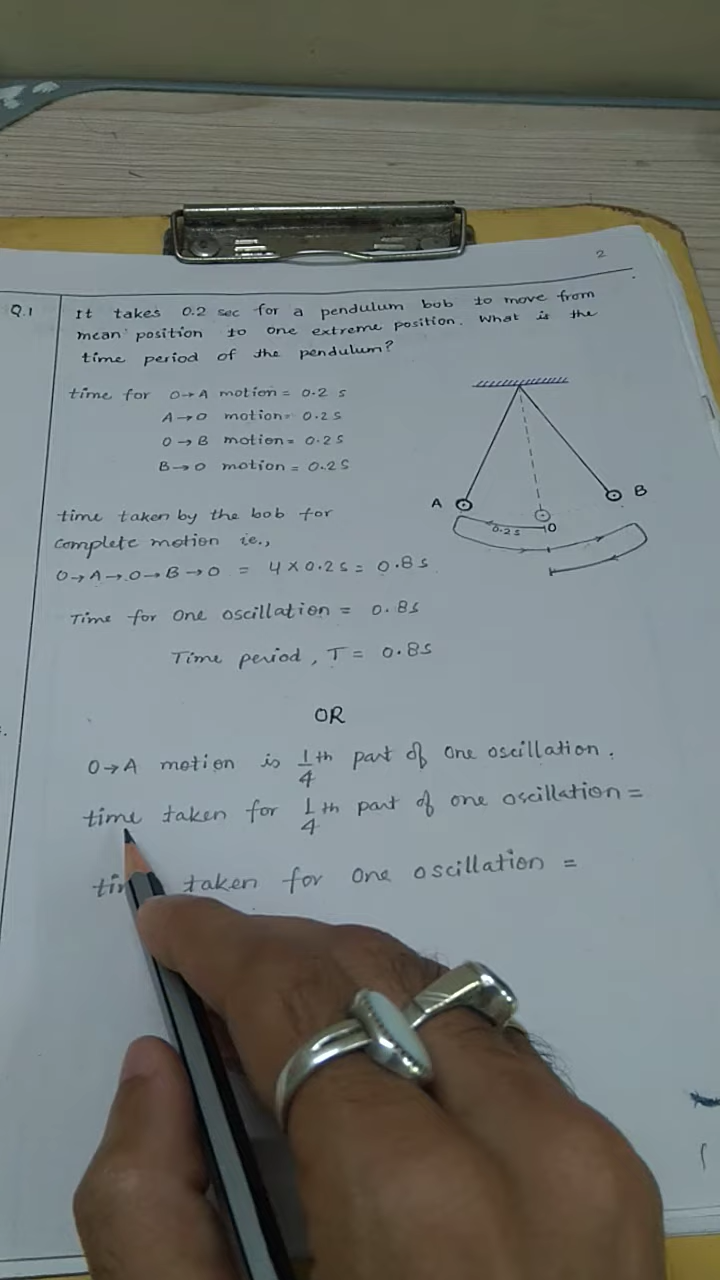 2
Q.1 It takes 0.2 sec for a pendulum bob to move from
mean position to one extreme position. What is the
time period of the pendulum?
time for O→A motion = 0.2 s
A→O motion = 0.2 s
O→B motion = 0.2 s
B→O motion = 0.2 s
A
B
O
0.2 s
time taken by the bob for
complete motion ie.,
O→A→O→B→O = 4 × 0.2 s = 0.8 s
Time for one oscillation = 0.8 s
Time period, T = 0.8 s
OR
O→A motion is 1/4 th part of one oscillation.
time taken for 1/4 th part of one oscillation =
taken for one oscillation =